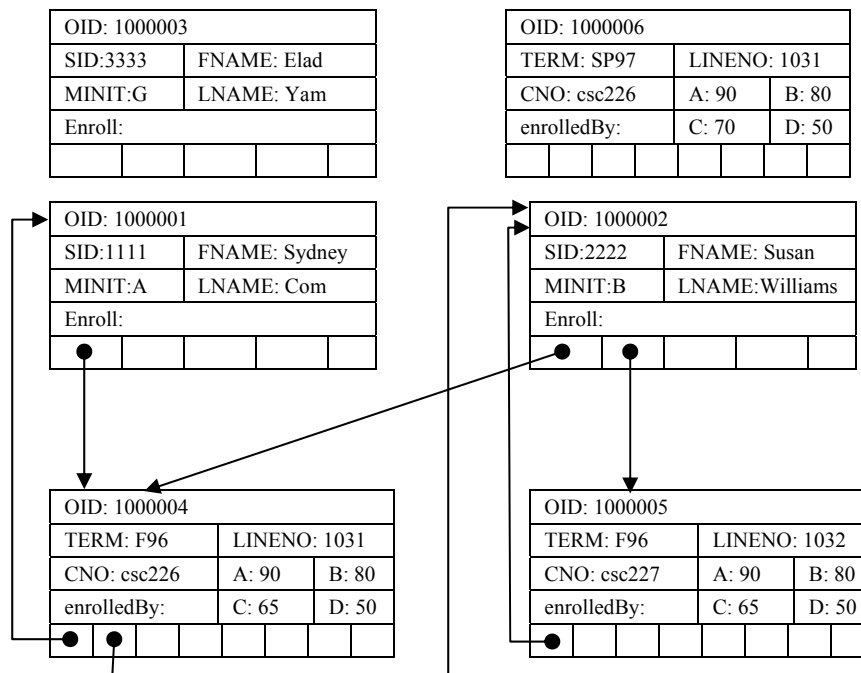 OID: 1000003
SID:3333 FNAME: Elad
MINIT:G LNAME: Yam
Enroll:
OID: 1000006
TERM: SP97 LINENO: 1031
CNO: csc226 A: 90 B: 80
enrolledBy: C: 70 D: 50
OID: 1000001
SID:1111 FNAME: Sydney
MINIT:A LNAME: Com
Enroll:
OID: 1000002
SID:2222 FNAME: Susan
MINIT:B LNAME:Williams
Enroll:
OID: 1000004
TERM: F96 LINENO: 1031
CNO: csc226 A: 90 B: 80
enrolledBy: C: 65 D: 50
OID: 1000005
TERM: F96 LINENO: 1032
CNO: csc227 A: 90 B: 80
enrolledBy: C: 65 D: 50